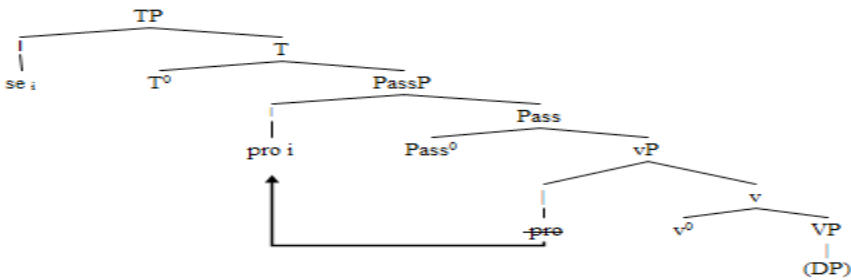 TP
T
se i T⁰ PassP
Pass
pro i Pass⁰ vP
v
pro v⁰ VP
(DP)